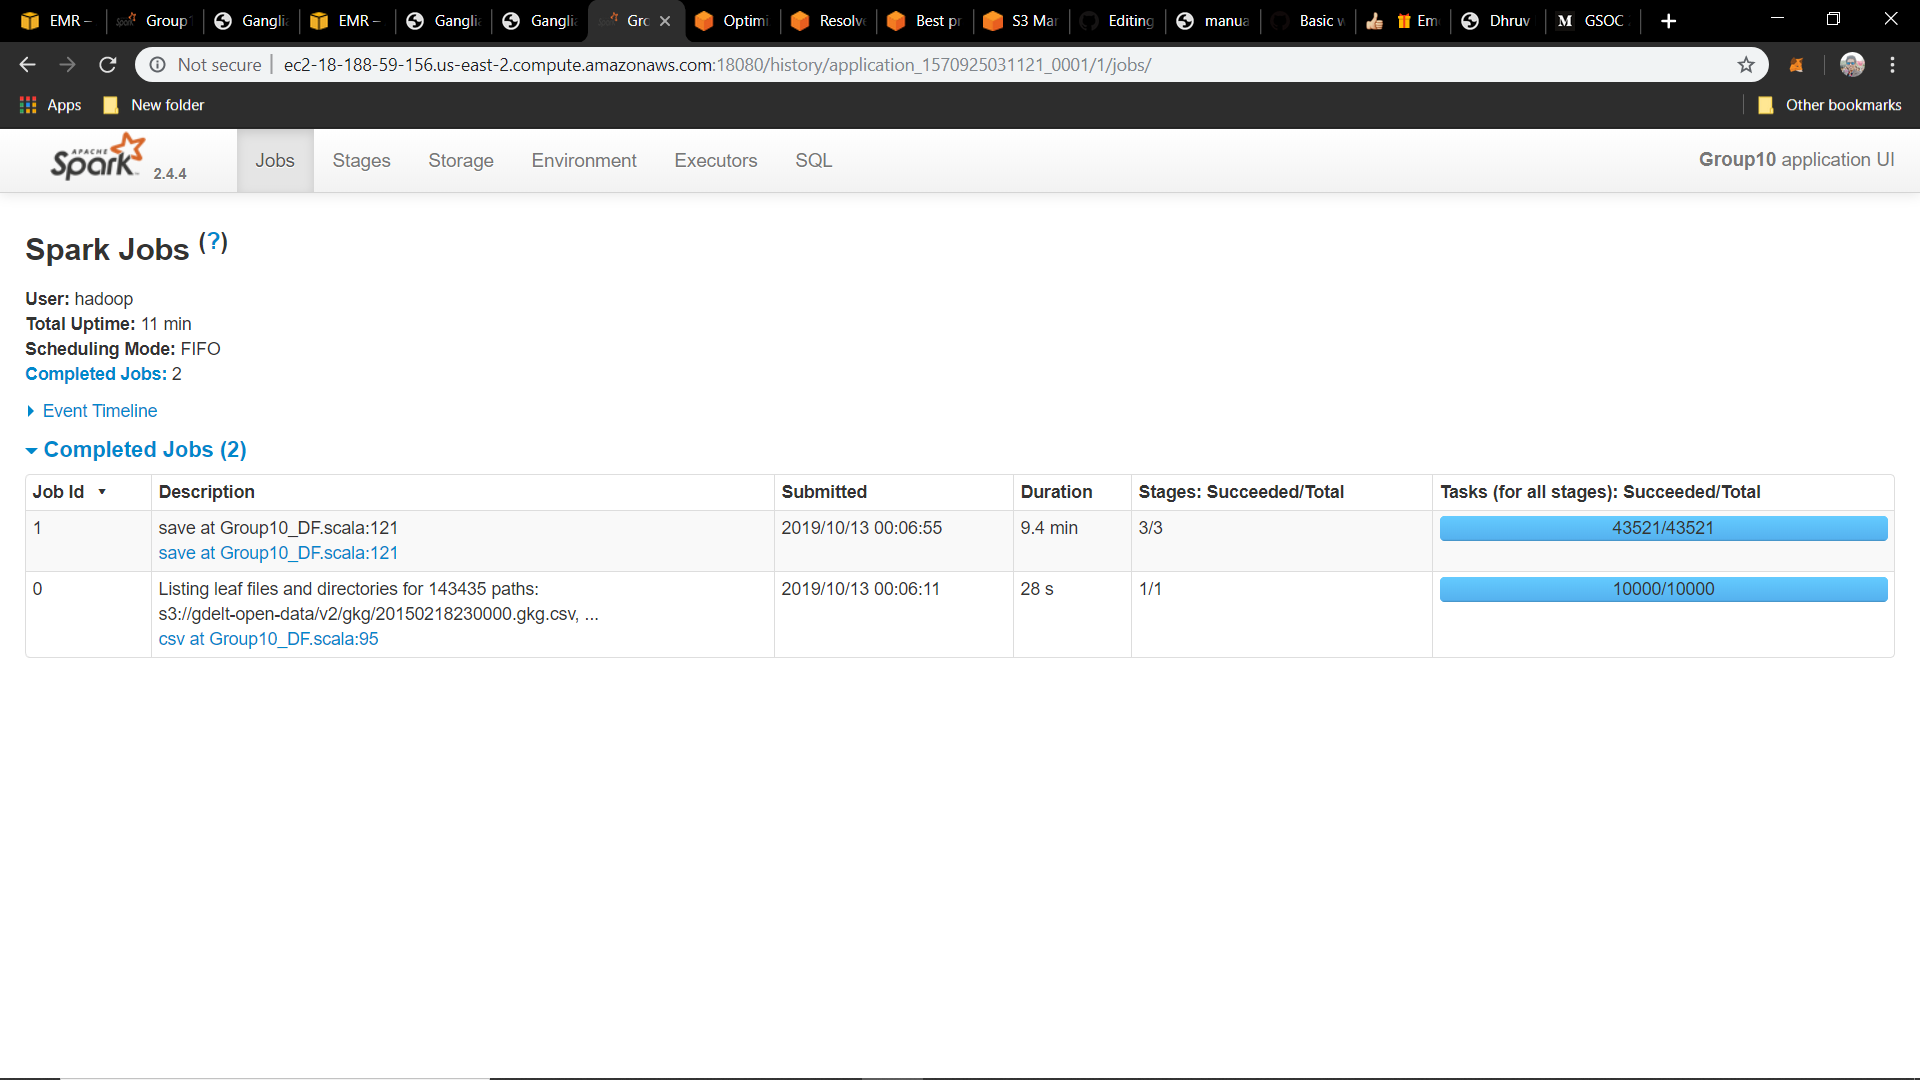 EMR – Group Gangli EMR – Gangli Gangli Gro Optimi Resolve Best pr S3 Mar Editing manua Basic w Em Dhruv M GSOC
Not secure | ec2-18-188-59-156.us-east-2.compute.amazonaws.com:18080/history/application_1570925031121_0001/1/jobs/
Apps New folder Other bookmarks
APACHE Spark 2.4.4 Jobs Stages Storage Environment Executors SQL Group10 application UI
Spark Jobs (?)
User: hadoop
Total Uptime: 11 min
Scheduling Mode: FIFO
Completed Jobs: 2
Event Timeline
Completed Jobs (2)
Job Id ▾ Description Submitted Duration Stages: Succeeded/Total Tasks (for all stages): Succeeded/Total
1 save at Group10_DF.scala:121 2019/10/13 00:06:55 9.4 min 3/3 43521/43521
save at Group10_DF.scala:121
0 Listing leaf files and directories for 143435 paths: 2019/10/13 00:06:11 28 s 1/1 10000/10000
s3://gdelt-open-data/v2/gkg/20150218230000.gkg.csv, ...
csv at Group10_DF.scala:95